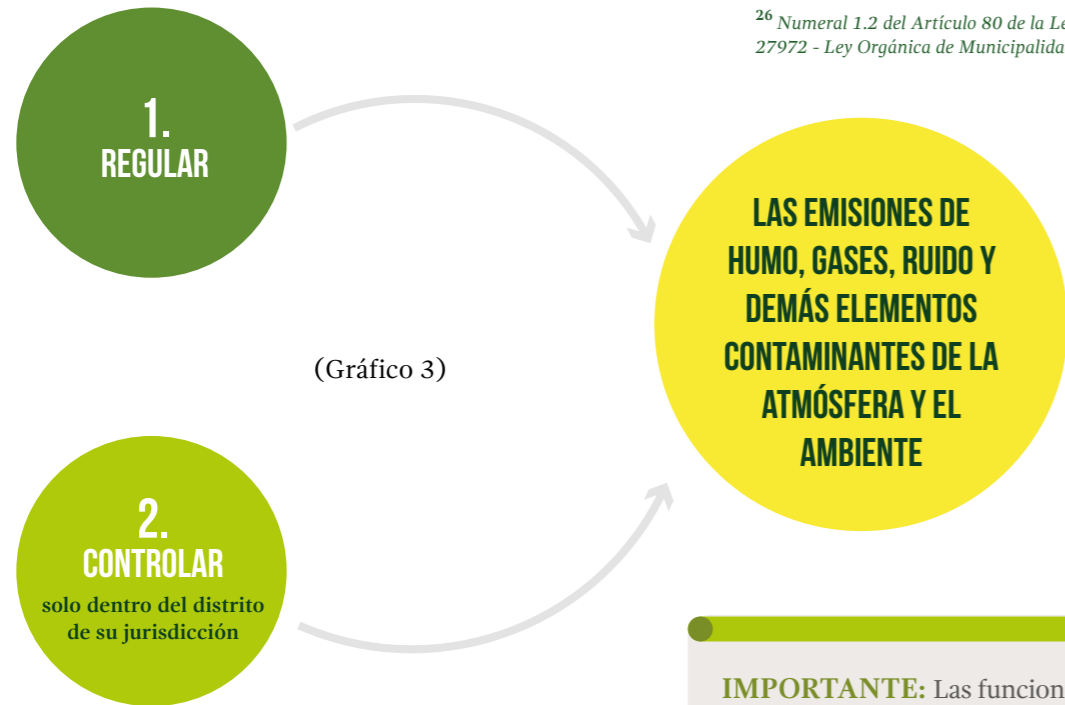 26 Numeral 1.2 del Artículo 80 de la
27972 - Ley Orgánica de
1.
REGULAR
LAS EMISIONES DE
HUMO, GASES, RUIDO Y
DEMÁS ELEMENTOS
CONTAMINANTES DE LA
ATMÓSFERA Y EL
AMBIENTE
(Gráfico 3)
2.
CONTROLAR
solo dentro del distrito
de su jurisdicción
IMPORTANTE: Las